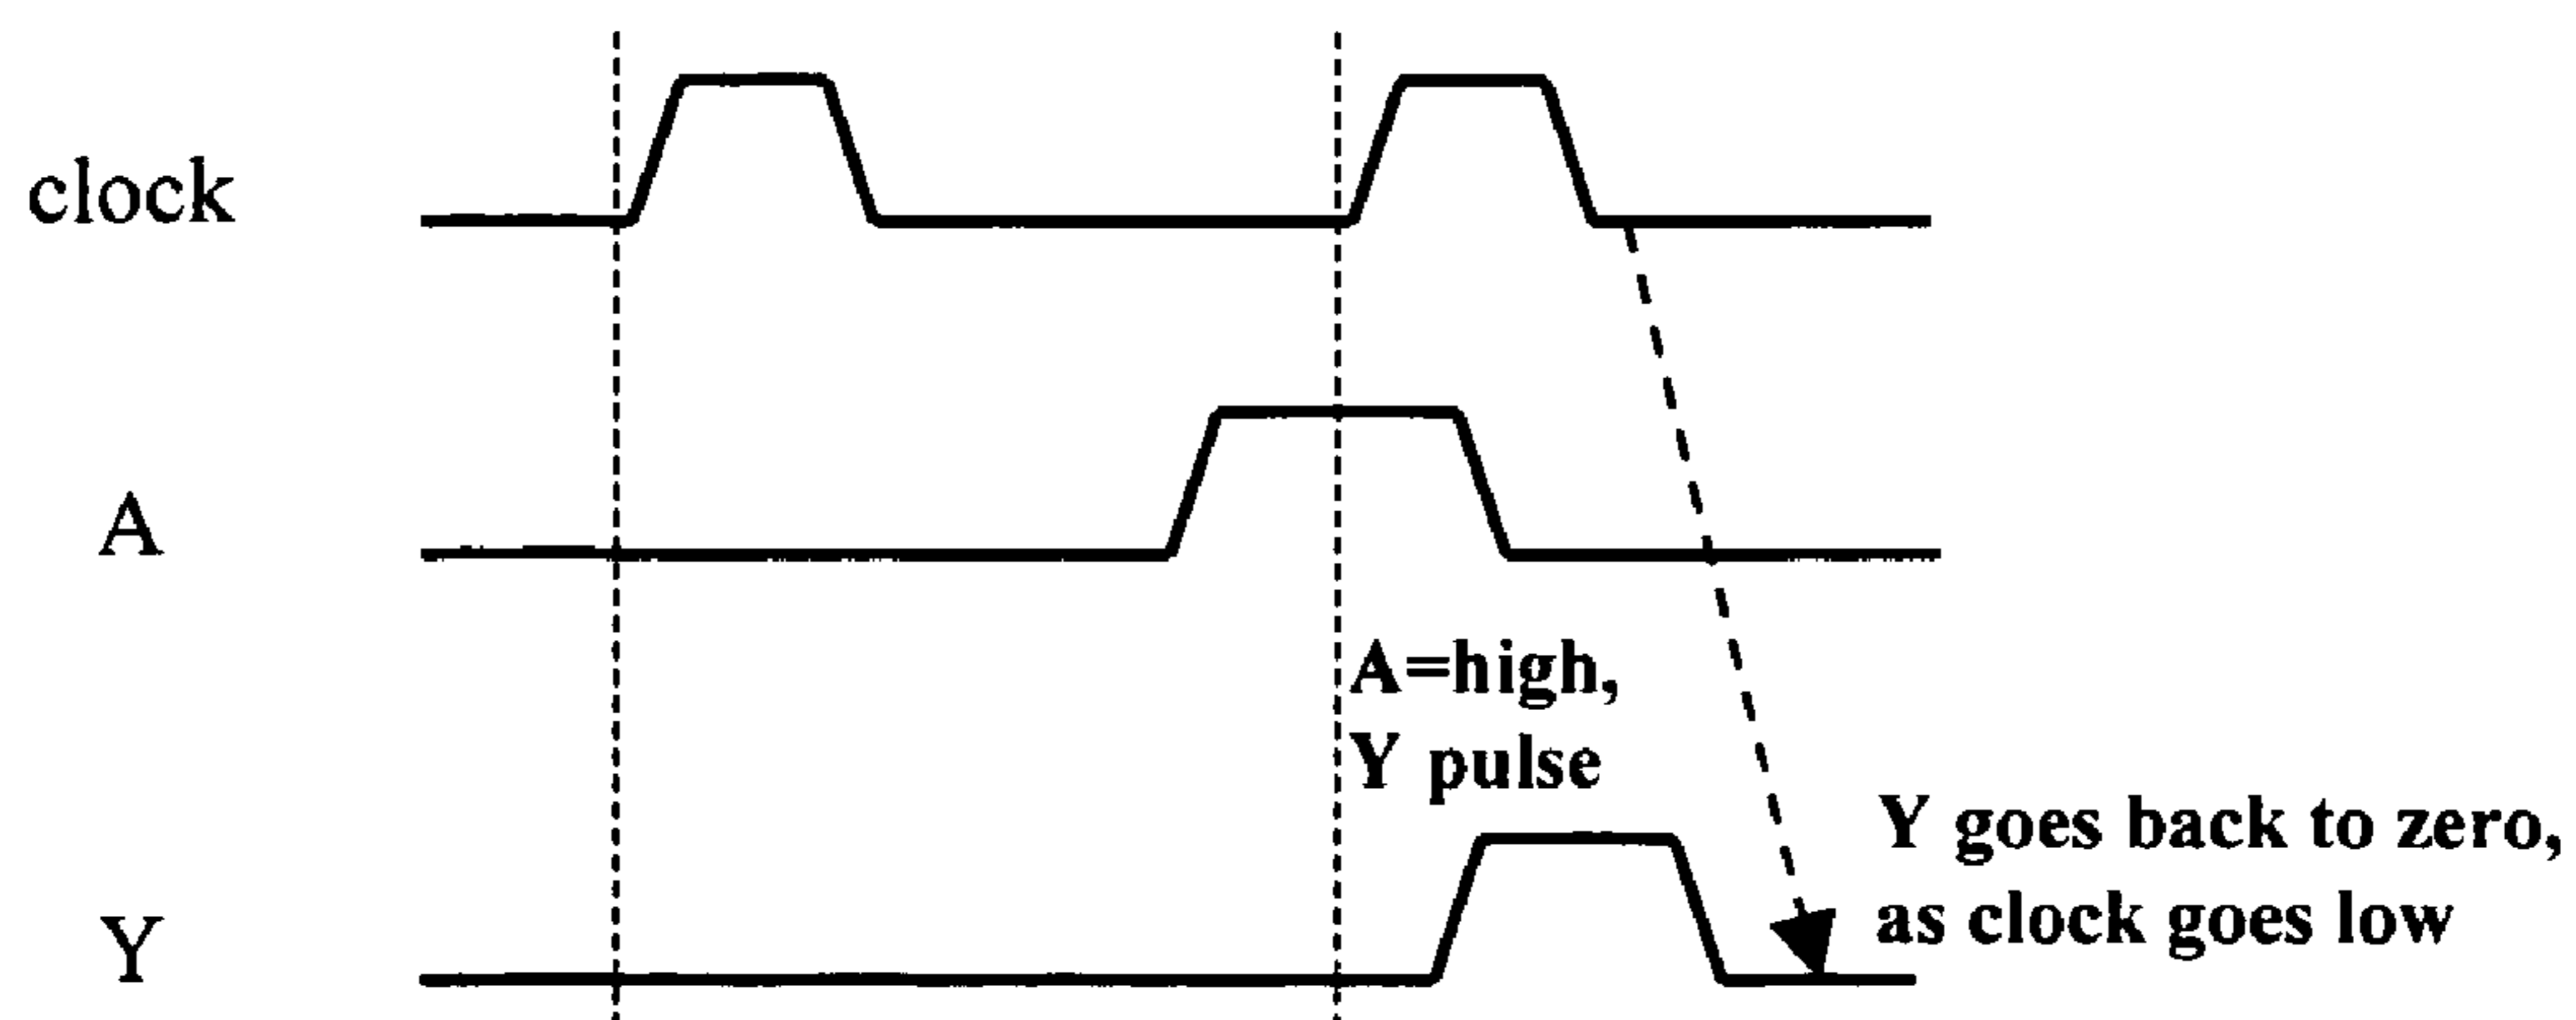 clock
A
A=high,
Y pulse
Y goes back to zero,
as clock goes low
Y